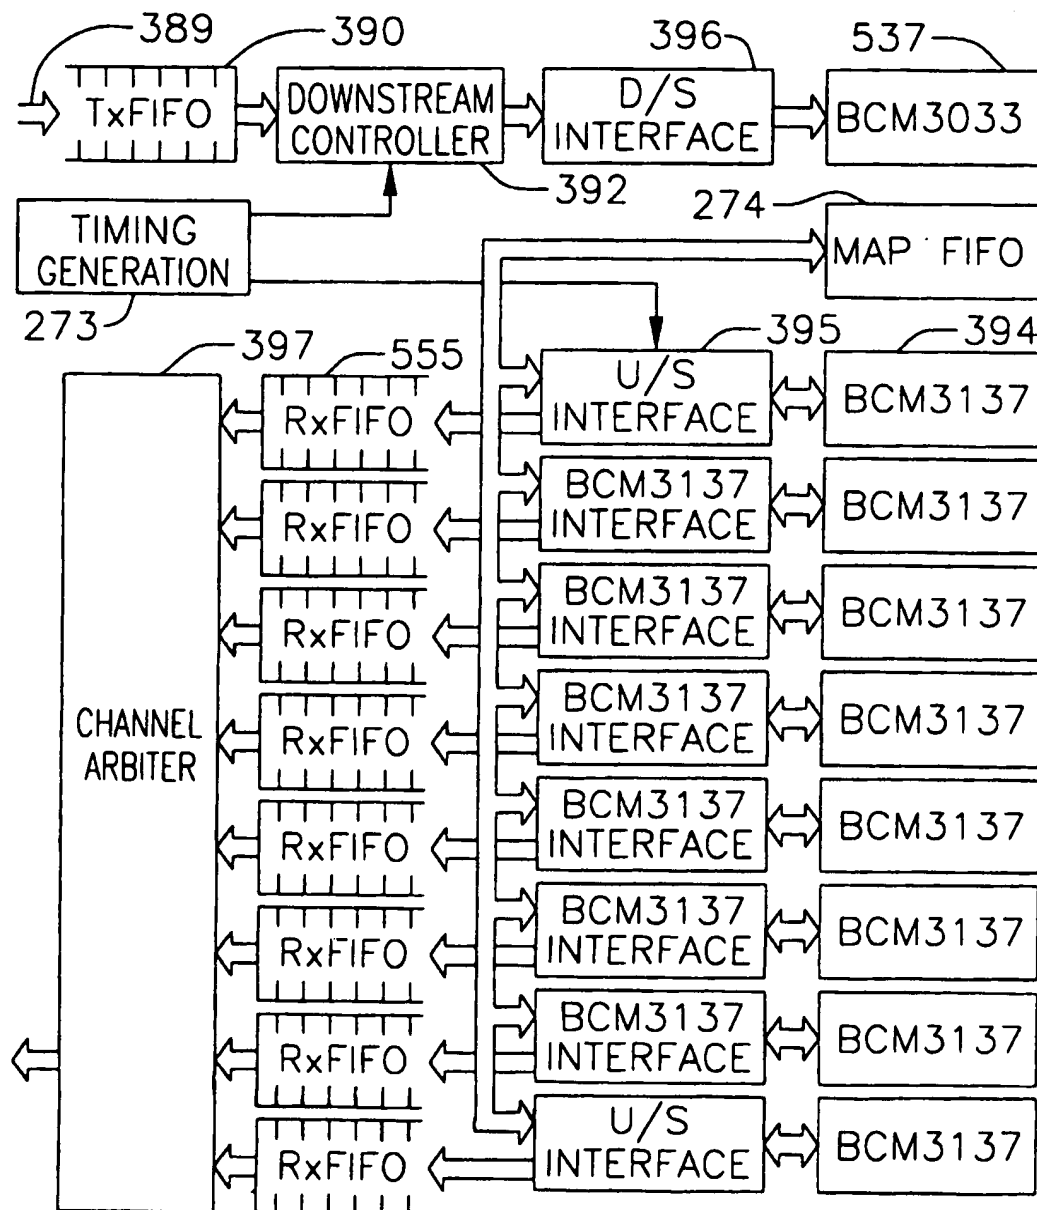 389
390
396
537
TxFIFO
DOWNSTREAM
CONTROLLER
D/S
INTERFACE
BCM3033
392
274
TIMING
GENERATION
MAP FIFO
273
397
555
395
394
RxFIFO
U/S
INTERFACE
BCM3137
RxFIFO
BCM3137
INTERFACE
BCM3137
RxFIFO
BCM3137
INTERFACE
BCM3137
CHANNEL
ARBITER
RxFIFO
BCM3137
INTERFACE
BCM3137
RxFIFO
BCM3137
INTERFACE
BCM3137
RxFIFO
BCM3137
INTERFACE
BCM3137
RxFIFO
BCM3137
INTERFACE
BCM3137
RxFIFO
U/S
INTERFACE
BCM3137